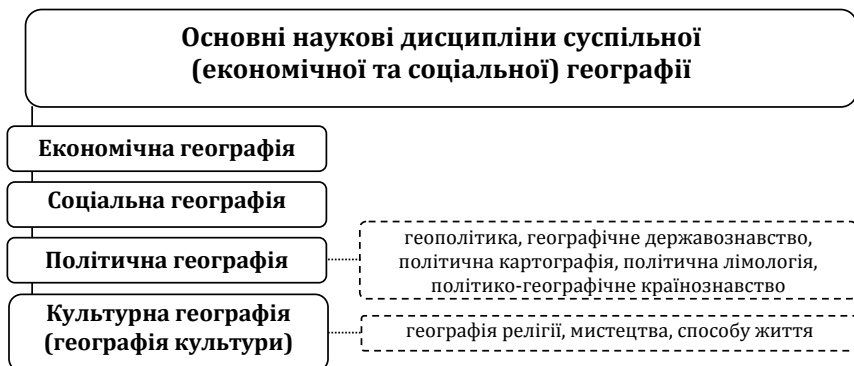 Основні наукові дисципліни суспільної
(економічної та соціальної) географії
Економічна географія
Соціальна географія
Політична географія
геополітика, географічне державознавство,
політична картографія, політична лімологія,
політико-географічне країнознавство
Культурна географія
(географія культури)
географія релігії, мистецтва, способу життя